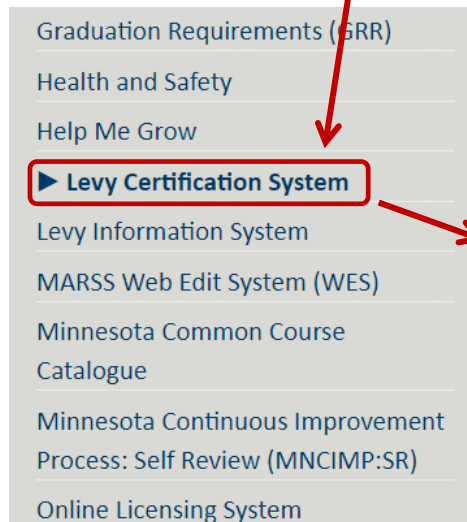 Graduation Requirements (GRR)
Health and Safety
Help Me Grow
▶ Levy Certification System
Levy Information System
MARSS Web Edit System (WES)
Minnesota Common Course
Catalogue
Minnesota Continuous Improvement
Process: Self Review (MNCIMP:SR)
Online Licensing System